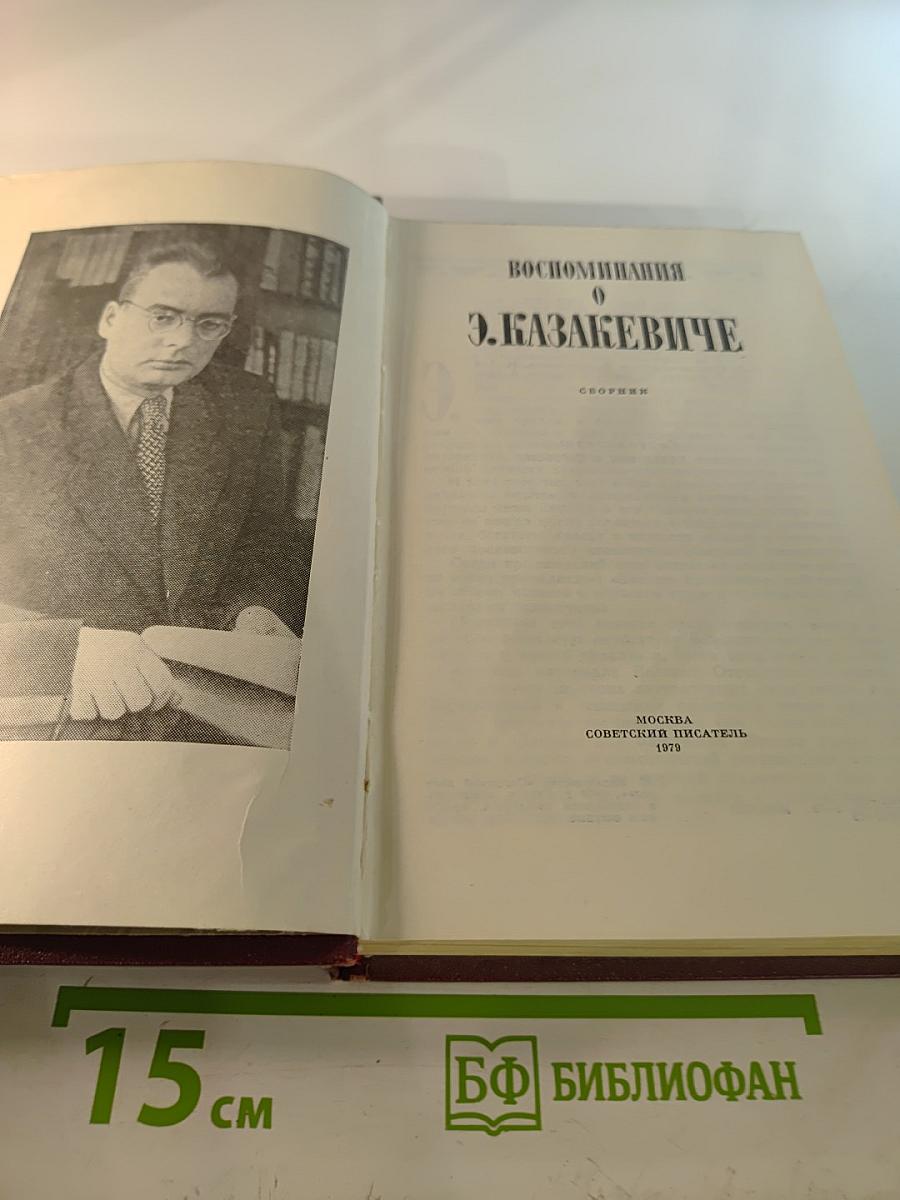 ВОСПОМИНАНИЯ
О
Э.КАЗАКЕВИЧЕ
СБОРНИК
МОСКВА
СОВЕТСКИЙ ПИСАТЕЛЬ
1979
15 см
БФ БИБЛИОФАН